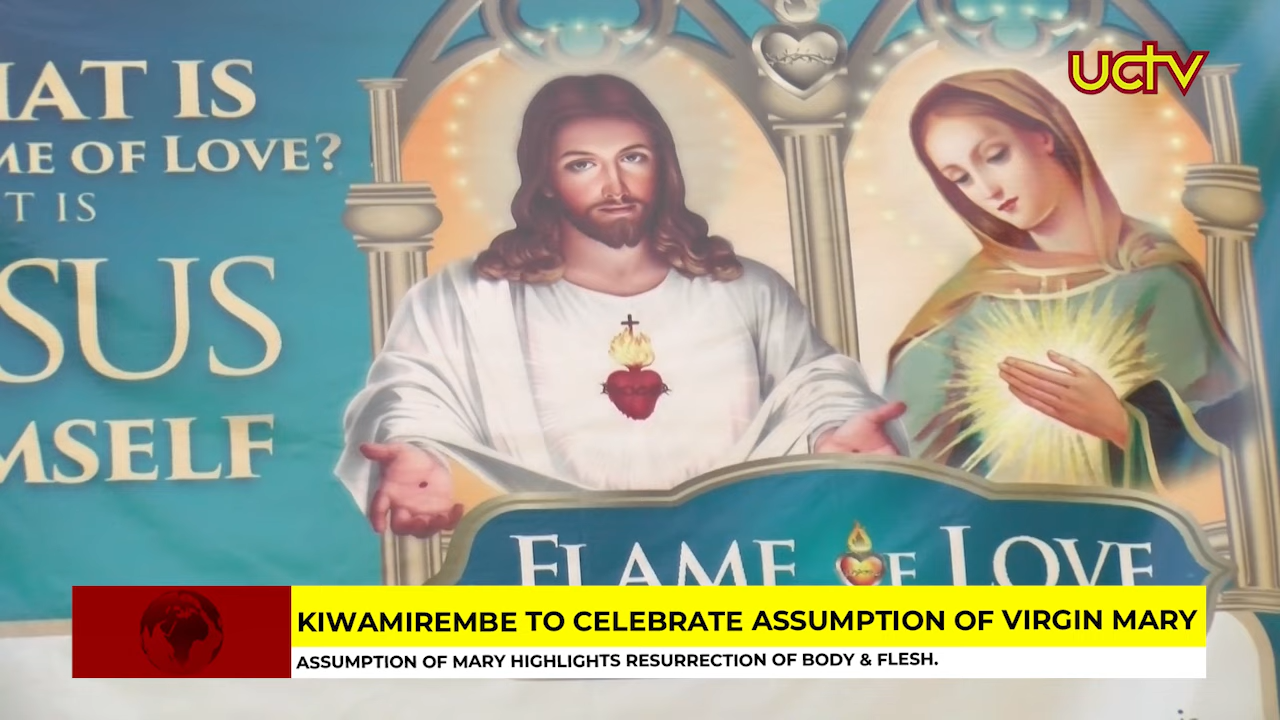 uctv
HAT IS
ME OF LOVE?
T IS
SUS
MSELF
FLAME OF LOVE
KIWAMIREMBE TO CELEBRATE ASSUMPTION OF VIRGIN MARY
ASSUMPTION OF MARY HIGHLIGHTS RESURRECTION OF BODY & FLESH.